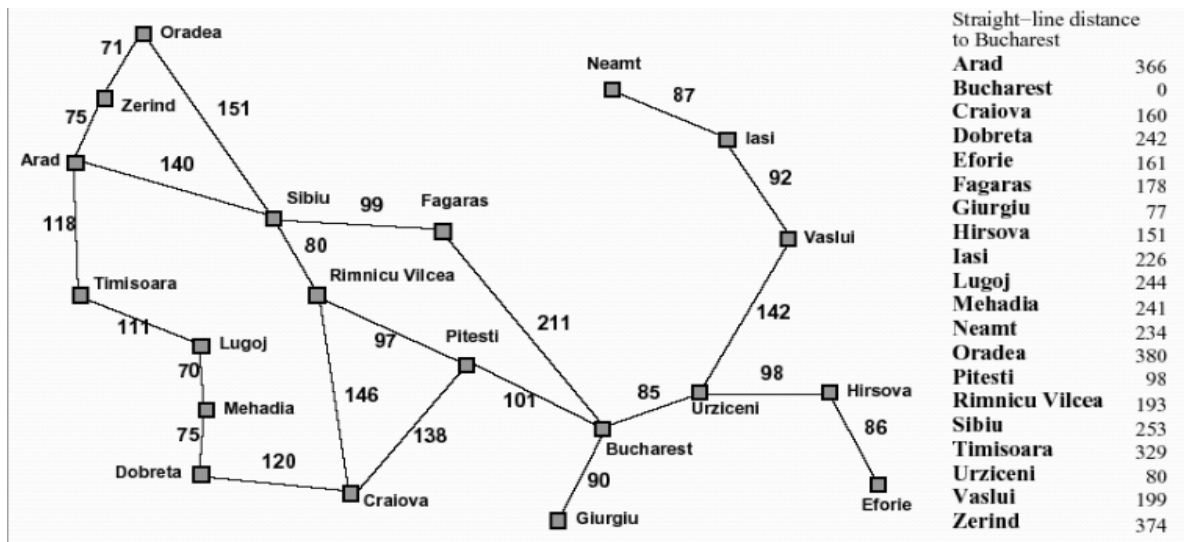 Oradea
71
Zerind
75
151
Arad
140
Sibiu
99
Fagaras
118
80
Rimnicu Vilcea
Timisoara
111
Lugoj
70
Mehadia
75
Dobreta
120
Craiova
146
97
Pitesti
138
101
211
Bucharest
90
Giurgiu
85
Urziceni
98
Hirsova
86
Eforie
142
Vaslui
92
Iasi
87
Neamt
Straight−line distance
to Bucharest
Arad 366
Bucharest 0
Craiova 160
Dobreta 242
Eforie 161
Fagaras 178
Giurgiu 77
Hirsova 151
Iasi 226
Lugoj 244
Mehadia 241
Neamt 234
Oradea 380
Pitesti 98
Rimnicu Vilcea 193
Sibiu 253
Timisoara 329
Urziceni 80
Vaslui 199
Zerind 374